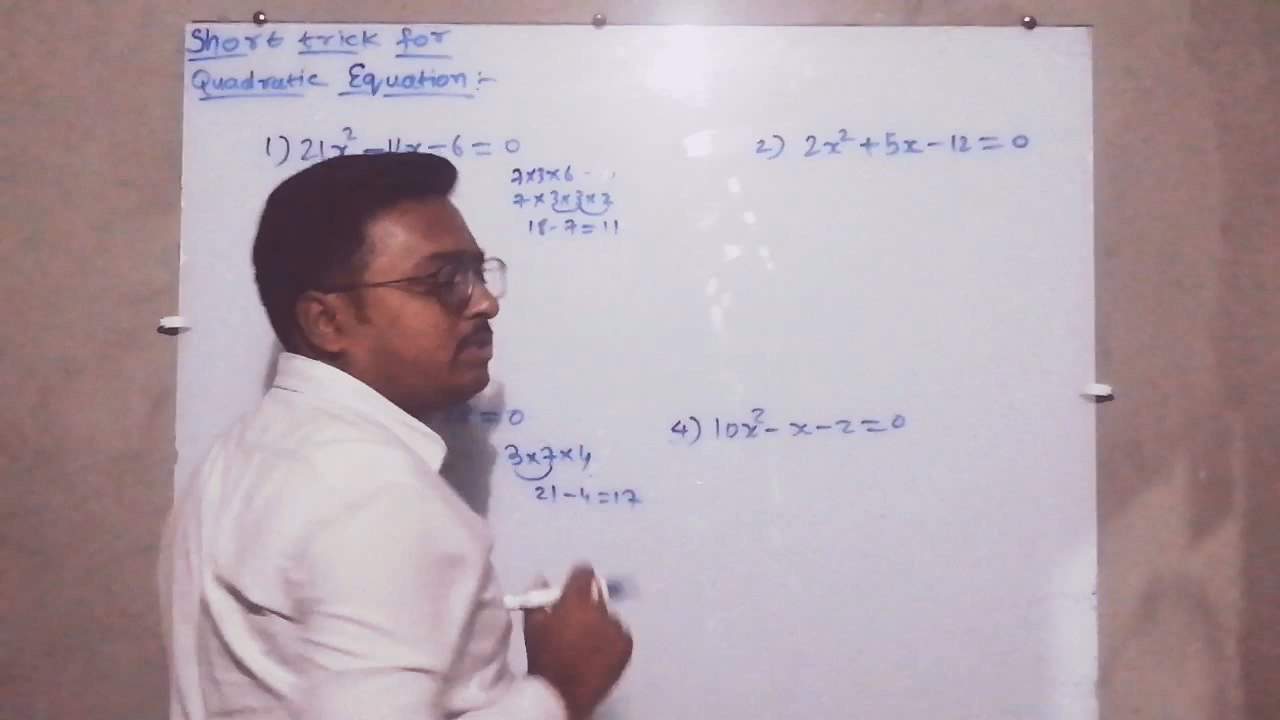 Short trick for
Quadratic Equation:-
1) 21x² - 11x - 6 = 0
7×3×6
7×3×3×2
18-7=11
2) 2x² + 5x - 12 = 0
= 0
3×7×4
21-4=17
4) 10x² - x - 2 = 0